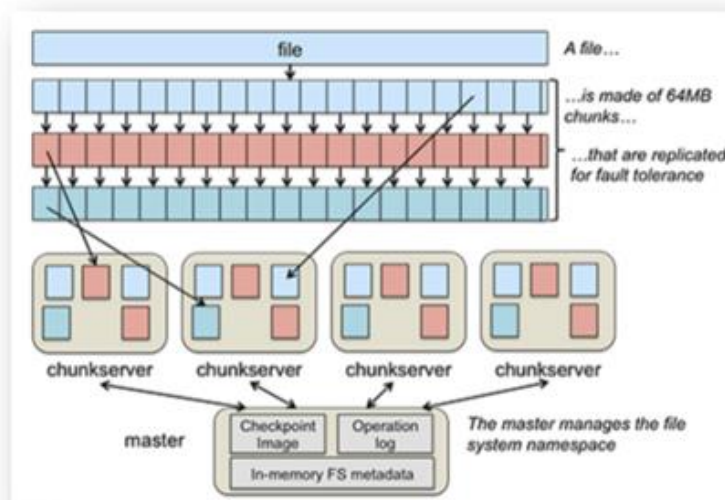 file
A file…
…is made of 64MB
chunks…
…that are replicated
for fault tolerance
chunkserver
chunkserver
chunkserver
chunkserver
master
Checkpoint
Image
Operation
log
In-memory FS metadata
The master manages the file
system namespace